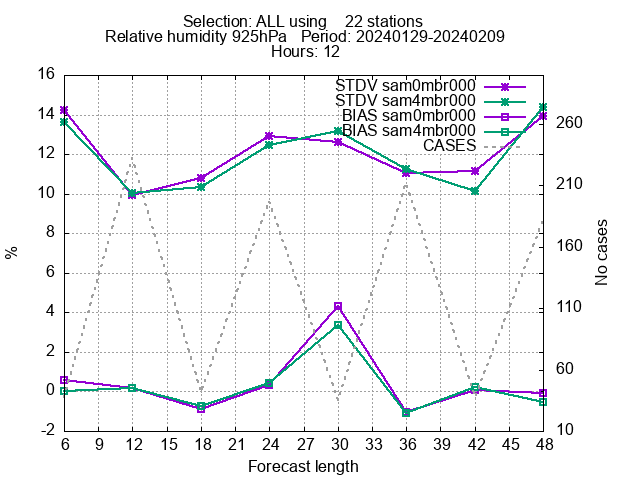 Selection: ALL using 22 stations
Relative humidity 925hPa Period: 20240129-20240209
Hours: 12
STDV sam0mbr000
STDV sam4mbr000
BIAS sam0mbr000
BIAS sam4mbr000
CASES
16
14
12
10
8
6
4
2
0
-2
%
260
210
160
110
60
10
No cases
6 9 12 15 18 21 24 27 30 33 36 39 42 45 48
Forecast length